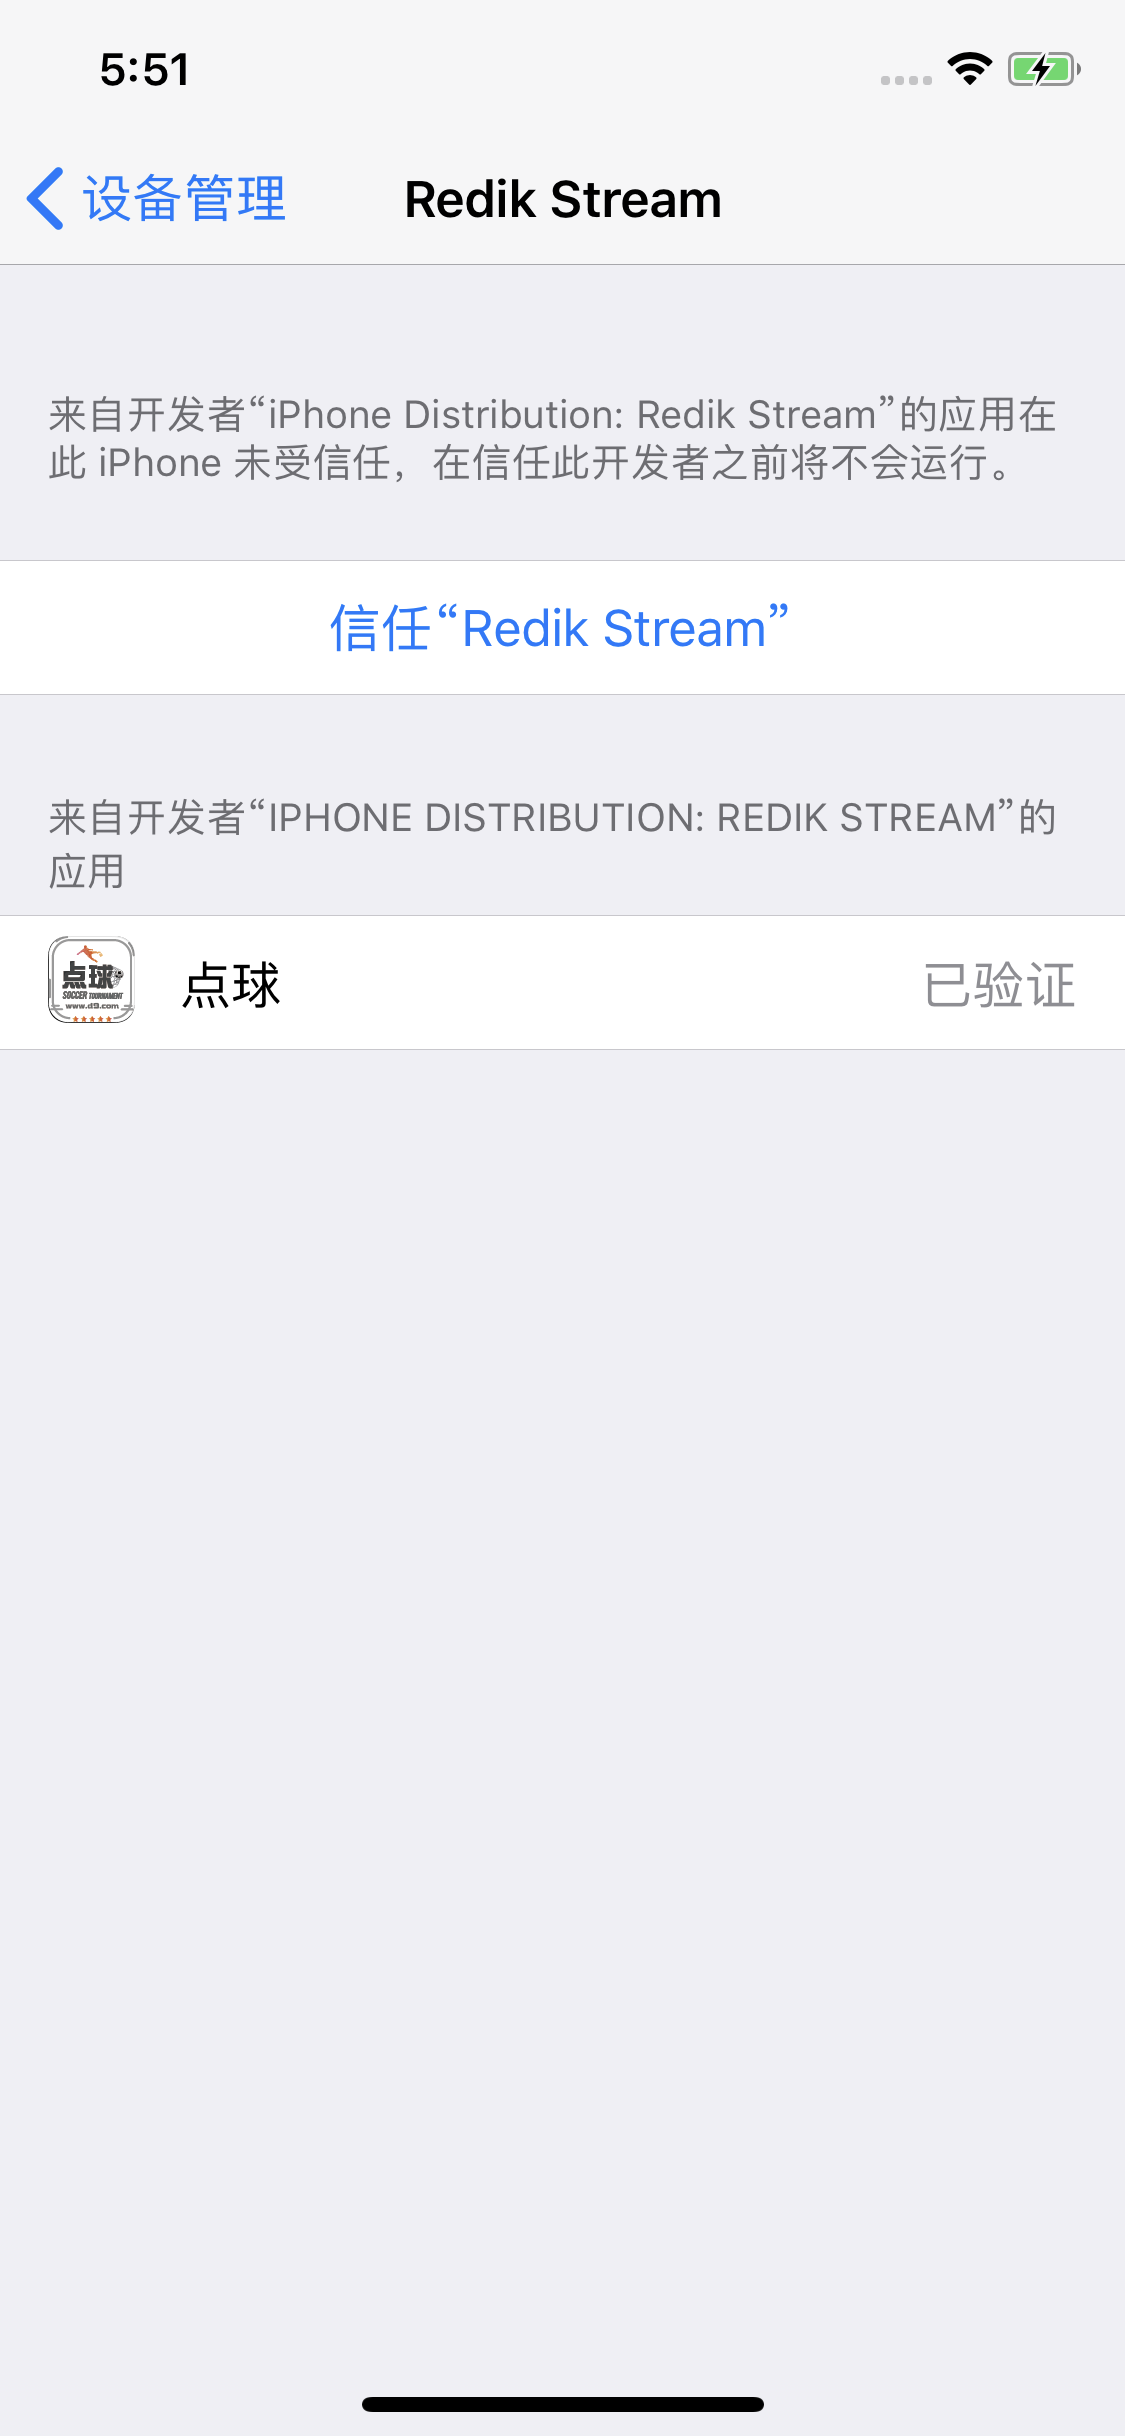 5:51
设备管理
Redik Stream
来自开发者“iPhone Distribution: Redik Stream”的应用在
此 iPhone 未受信任，在信任此开发者之前将不会运行。
信任“Redik Stream”
来自开发者“IPHONE DISTRIBUTION: REDIK STREAM”的
应用
点球
SOCCER TOURNAMENT
www.d9.com
点球
已验证